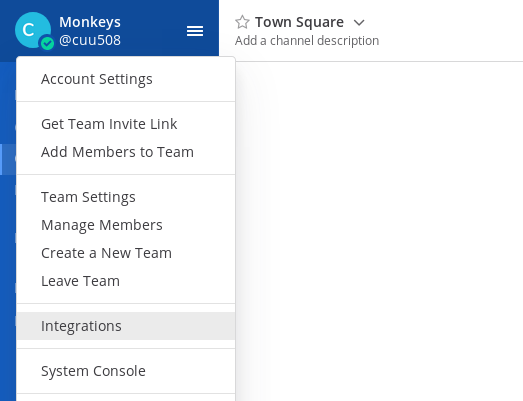 C
Monkeys
@cuu508
Town Square
Add a channel description
Account Settings
Get Team Invite Link
Add Members to Team
Team Settings
Manage Members
Create a New Team
Leave Team
Integrations
System Console